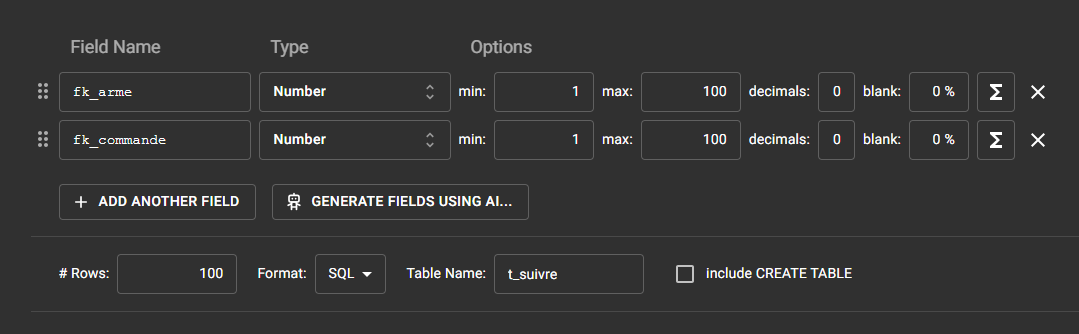 Field Name Type Options
fk_arme Number min: 1 max: 100 decimals: 0 blank: 0 % Σ
fk_commande Number min: 1 max: 100 decimals: 0 blank: 0 % Σ
+ ADD ANOTHER FIELD GENERATE FIELDS USING AI...
# Rows: 100 Format: SQL Table Name: t_suivre include CREATE TABLE